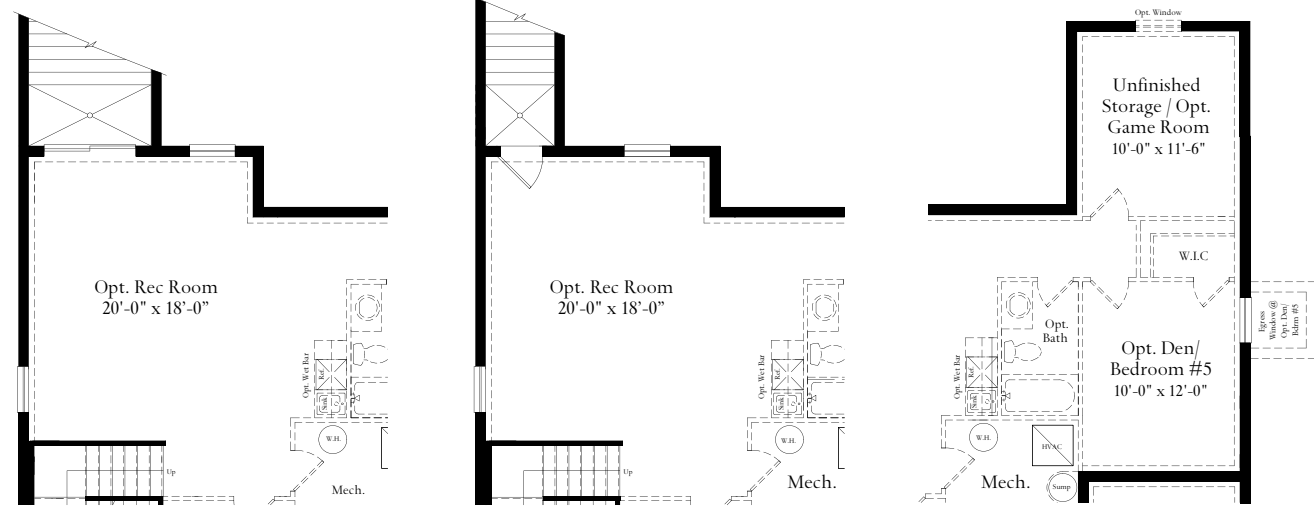 Opt. Rec Room
20'-0" x 18'-0"
Opt. Wet Bar
Ref.
Sink
W.H.
Up
Mech.
Opt. Rec Room
20'-0" x 18'-0"
Opt. Wet Bar
Ref.
Sink
W.H.
Up
Mech.
Opt. Window
Unfinished
Storage / Opt.
Game Room
10'-0" x 11'-6"
W.I.C
Opt.
Bath
Opt. Den/
Bedroom #5
10'-0" x 12'-0"
Egress
Window @
Opt. Den/
Bdrm #5
Opt. Wet Bar
Ref.
Sink
W.H.
HVAC
Mech.
Sump